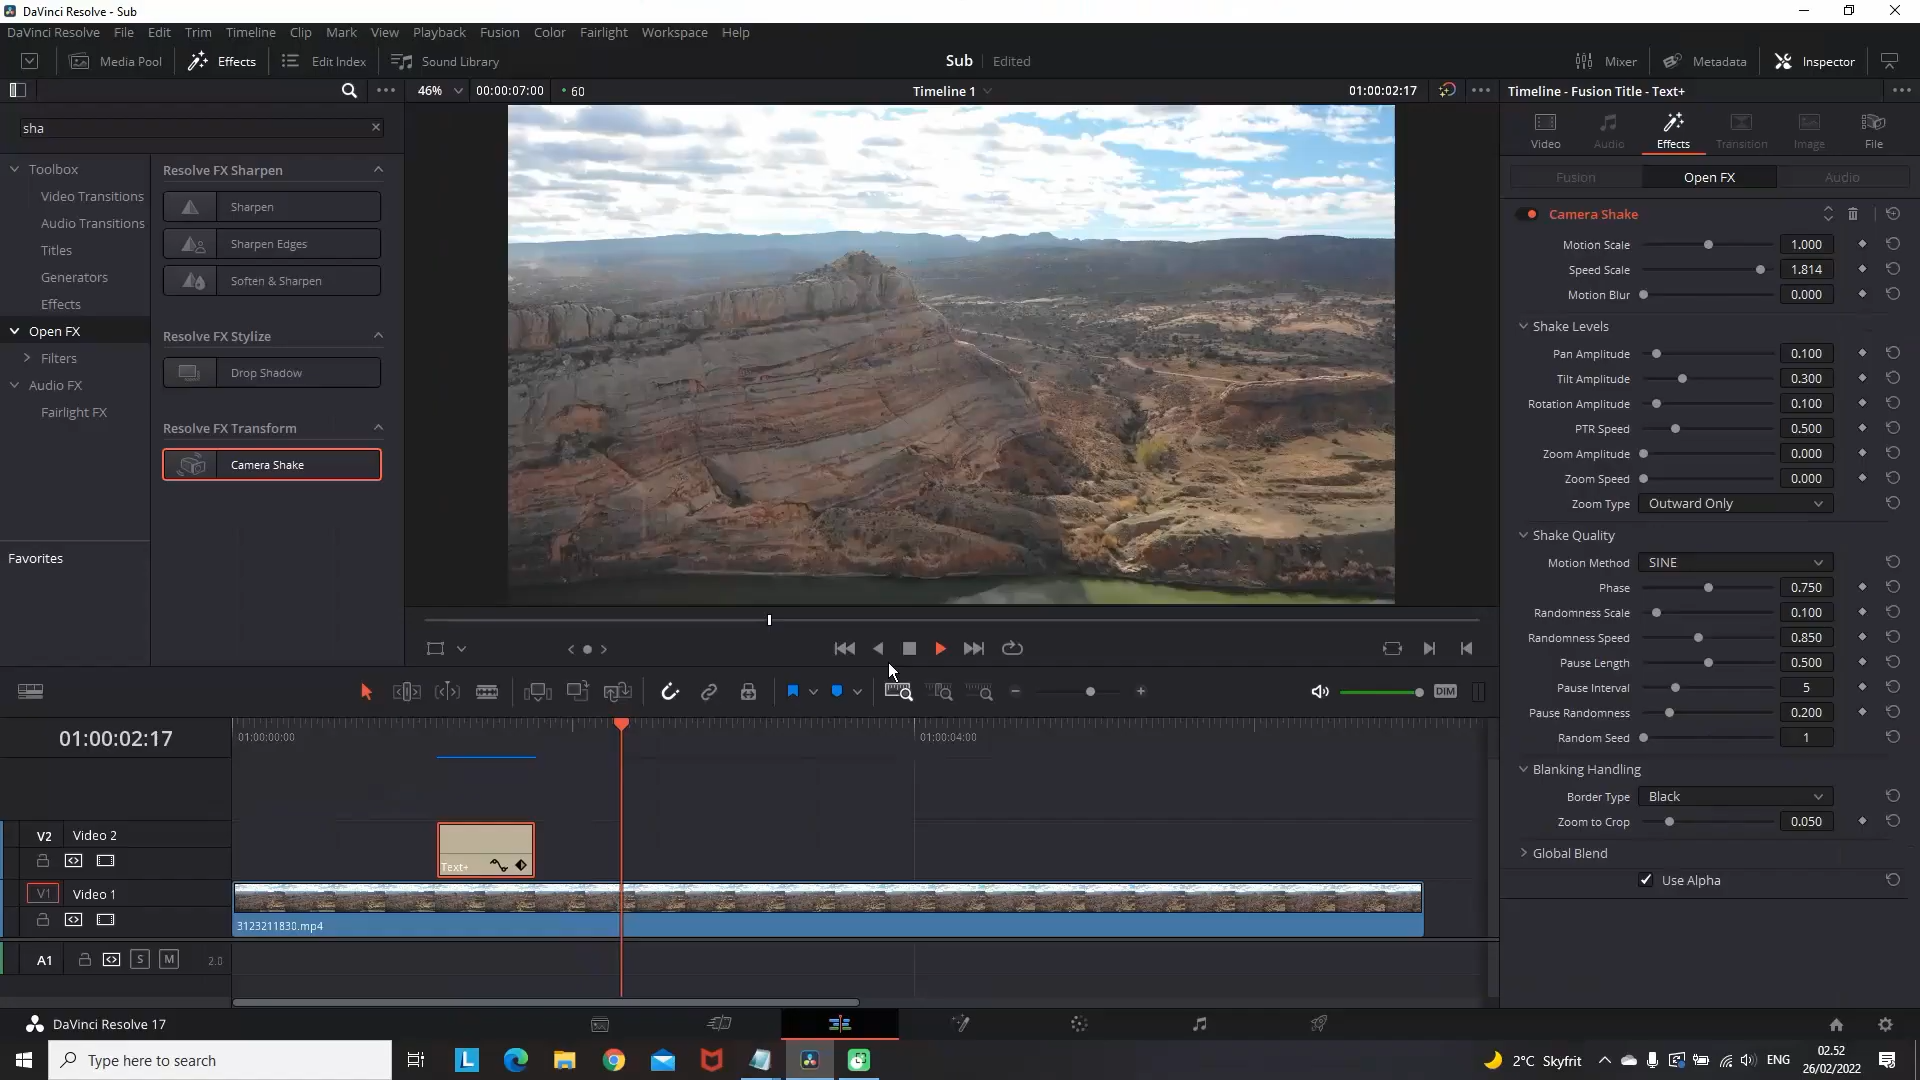 DaVinci Resolve - Sub
DaVinci Resolve File Edit Trim Timeline Clip Mark View Playback Fusion Color Fairlight Workspace Help
Media Pool Effects Edit Index Sound Library Sub Edited Mixer Metadata Inspector
46% 00:00:07:00 60 Timeline 1 01:00:02:17 Timeline - Fusion Title - Text+
sha
Video Audio Effects Transition Image File
Toolbox
Video Transitions
Audio Transitions
Titles
Generators
Effects
Open FX
Filters
Audio FX
Fairlight FX
Favorites
Resolve FX Sharpen
Sharpen
Sharpen Edges
Soften & Sharpen
Resolve FX Stylize
Drop Shadow
Resolve FX Transform
Camera Shake
Fusion Open FX Audio
Camera Shake
Motion Scale 1.000
Speed Scale 1.814
Motion Blur 0.000
Shake Levels
Pan Amplitude 0.100
Tilt Amplitude 0.300
Rotation Amplitude 0.100
PTR Speed 0.500
Zoom Amplitude 0.000
Zoom Speed 0.000
Zoom Type Outward Only
Shake Quality
Motion Method SINE
Phase 0.750
Randomness Scale 0.100
Randomness Speed 0.850
Pause Length 0.500
Pause Interval 5
Pause Randomness 0.200
Random Seed 1
Blanking Handling
Border Type Black
Zoom to Crop 0.050
Global Blend
Use Alpha
DIM
01:00:02:17 01:00:00:00 01:00:04:00
V2 Video 2
Text+
V1 Video 1
3123211830.mp4
A1 S M 2.0
DaVinci Resolve 17
Type here to search
L
2°C Skyfrit ENG
02.52
26/02/2022